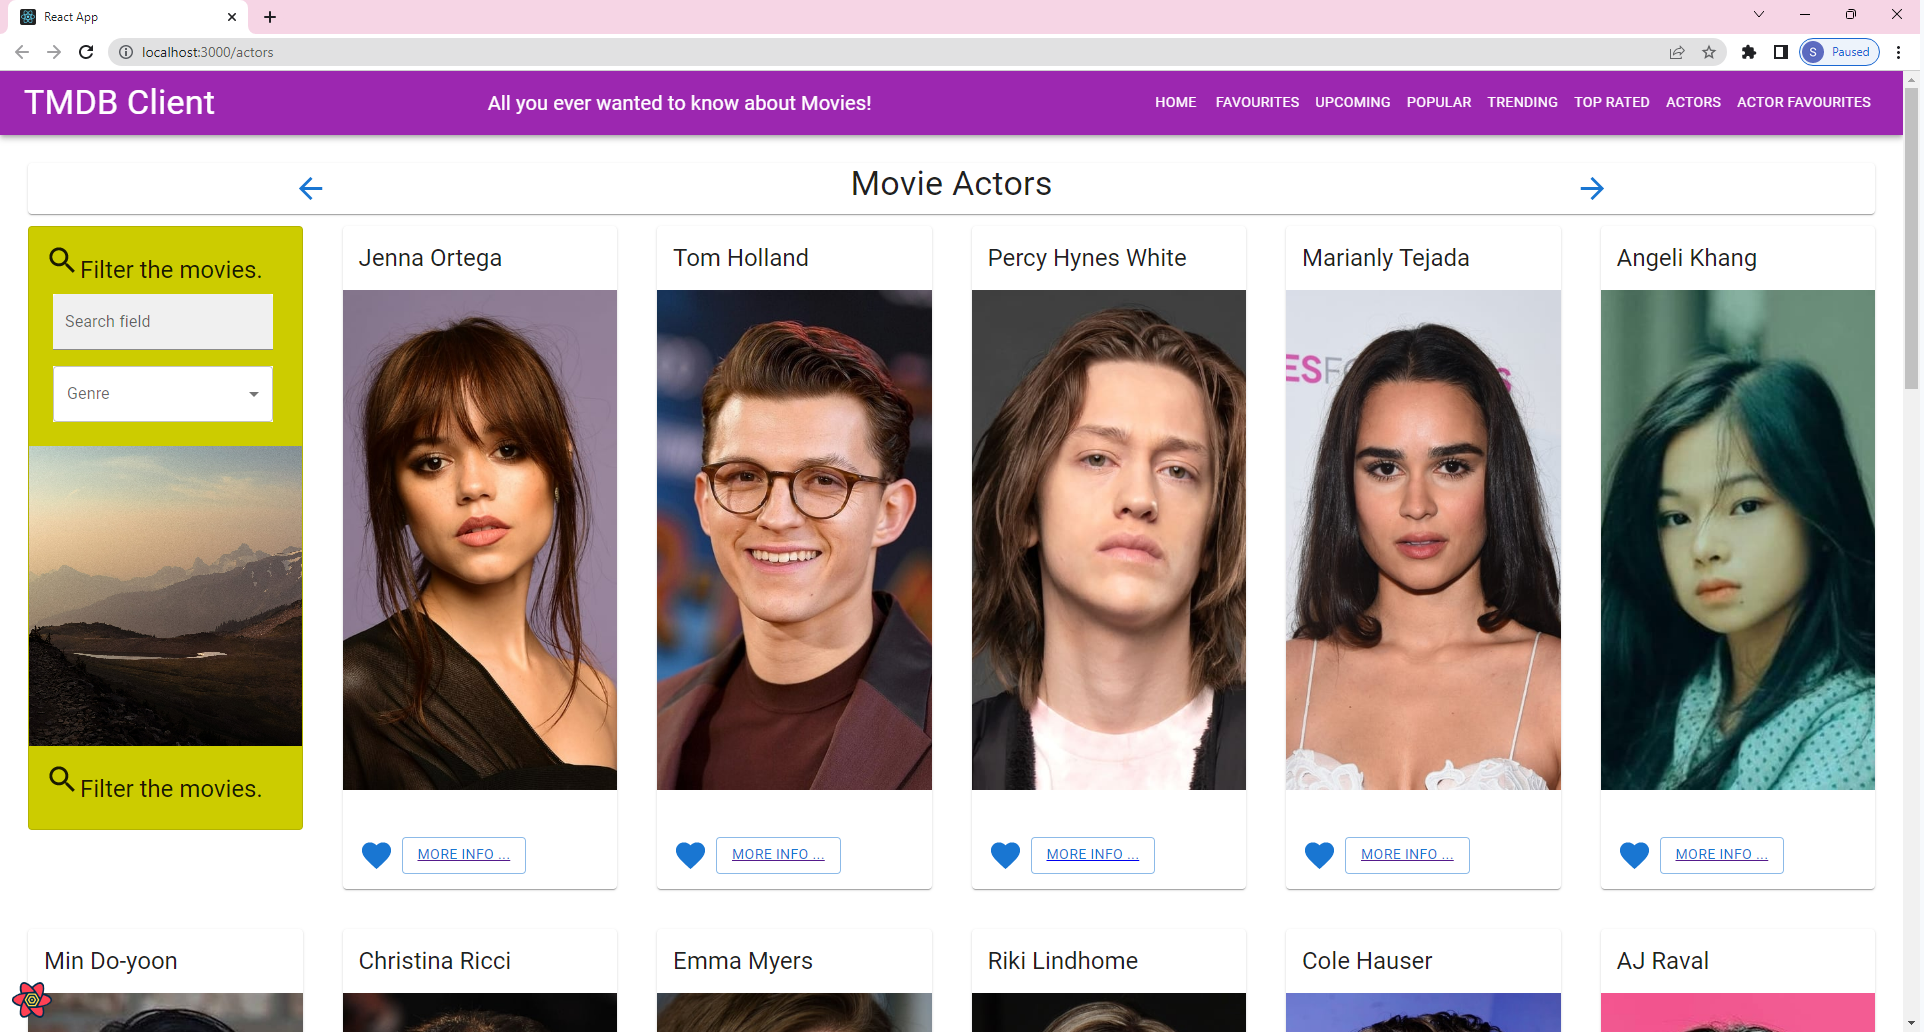 React App
localhost:3000/actors
S Paused
TMDB Client
All you ever wanted to know about Movies!
HOME FAVOURITES UPCOMING POPULAR TRENDING TOP RATED ACTORS ACTOR FAVOURITES
Movie Actors
Filter the movies.
Search field
Genre
Filter the movies.
Jenna Ortega
MORE INFO ...
Tom Holland
MORE INFO ...
Percy Hynes White
MORE INFO ...
Marianly Tejada
ESFO
MORE INFO ...
Angeli Khang
MORE INFO ...
Min Do-yoon
Christina Ricci
Emma Myers
Riki Lindhome
Cole Hauser
AJ Raval